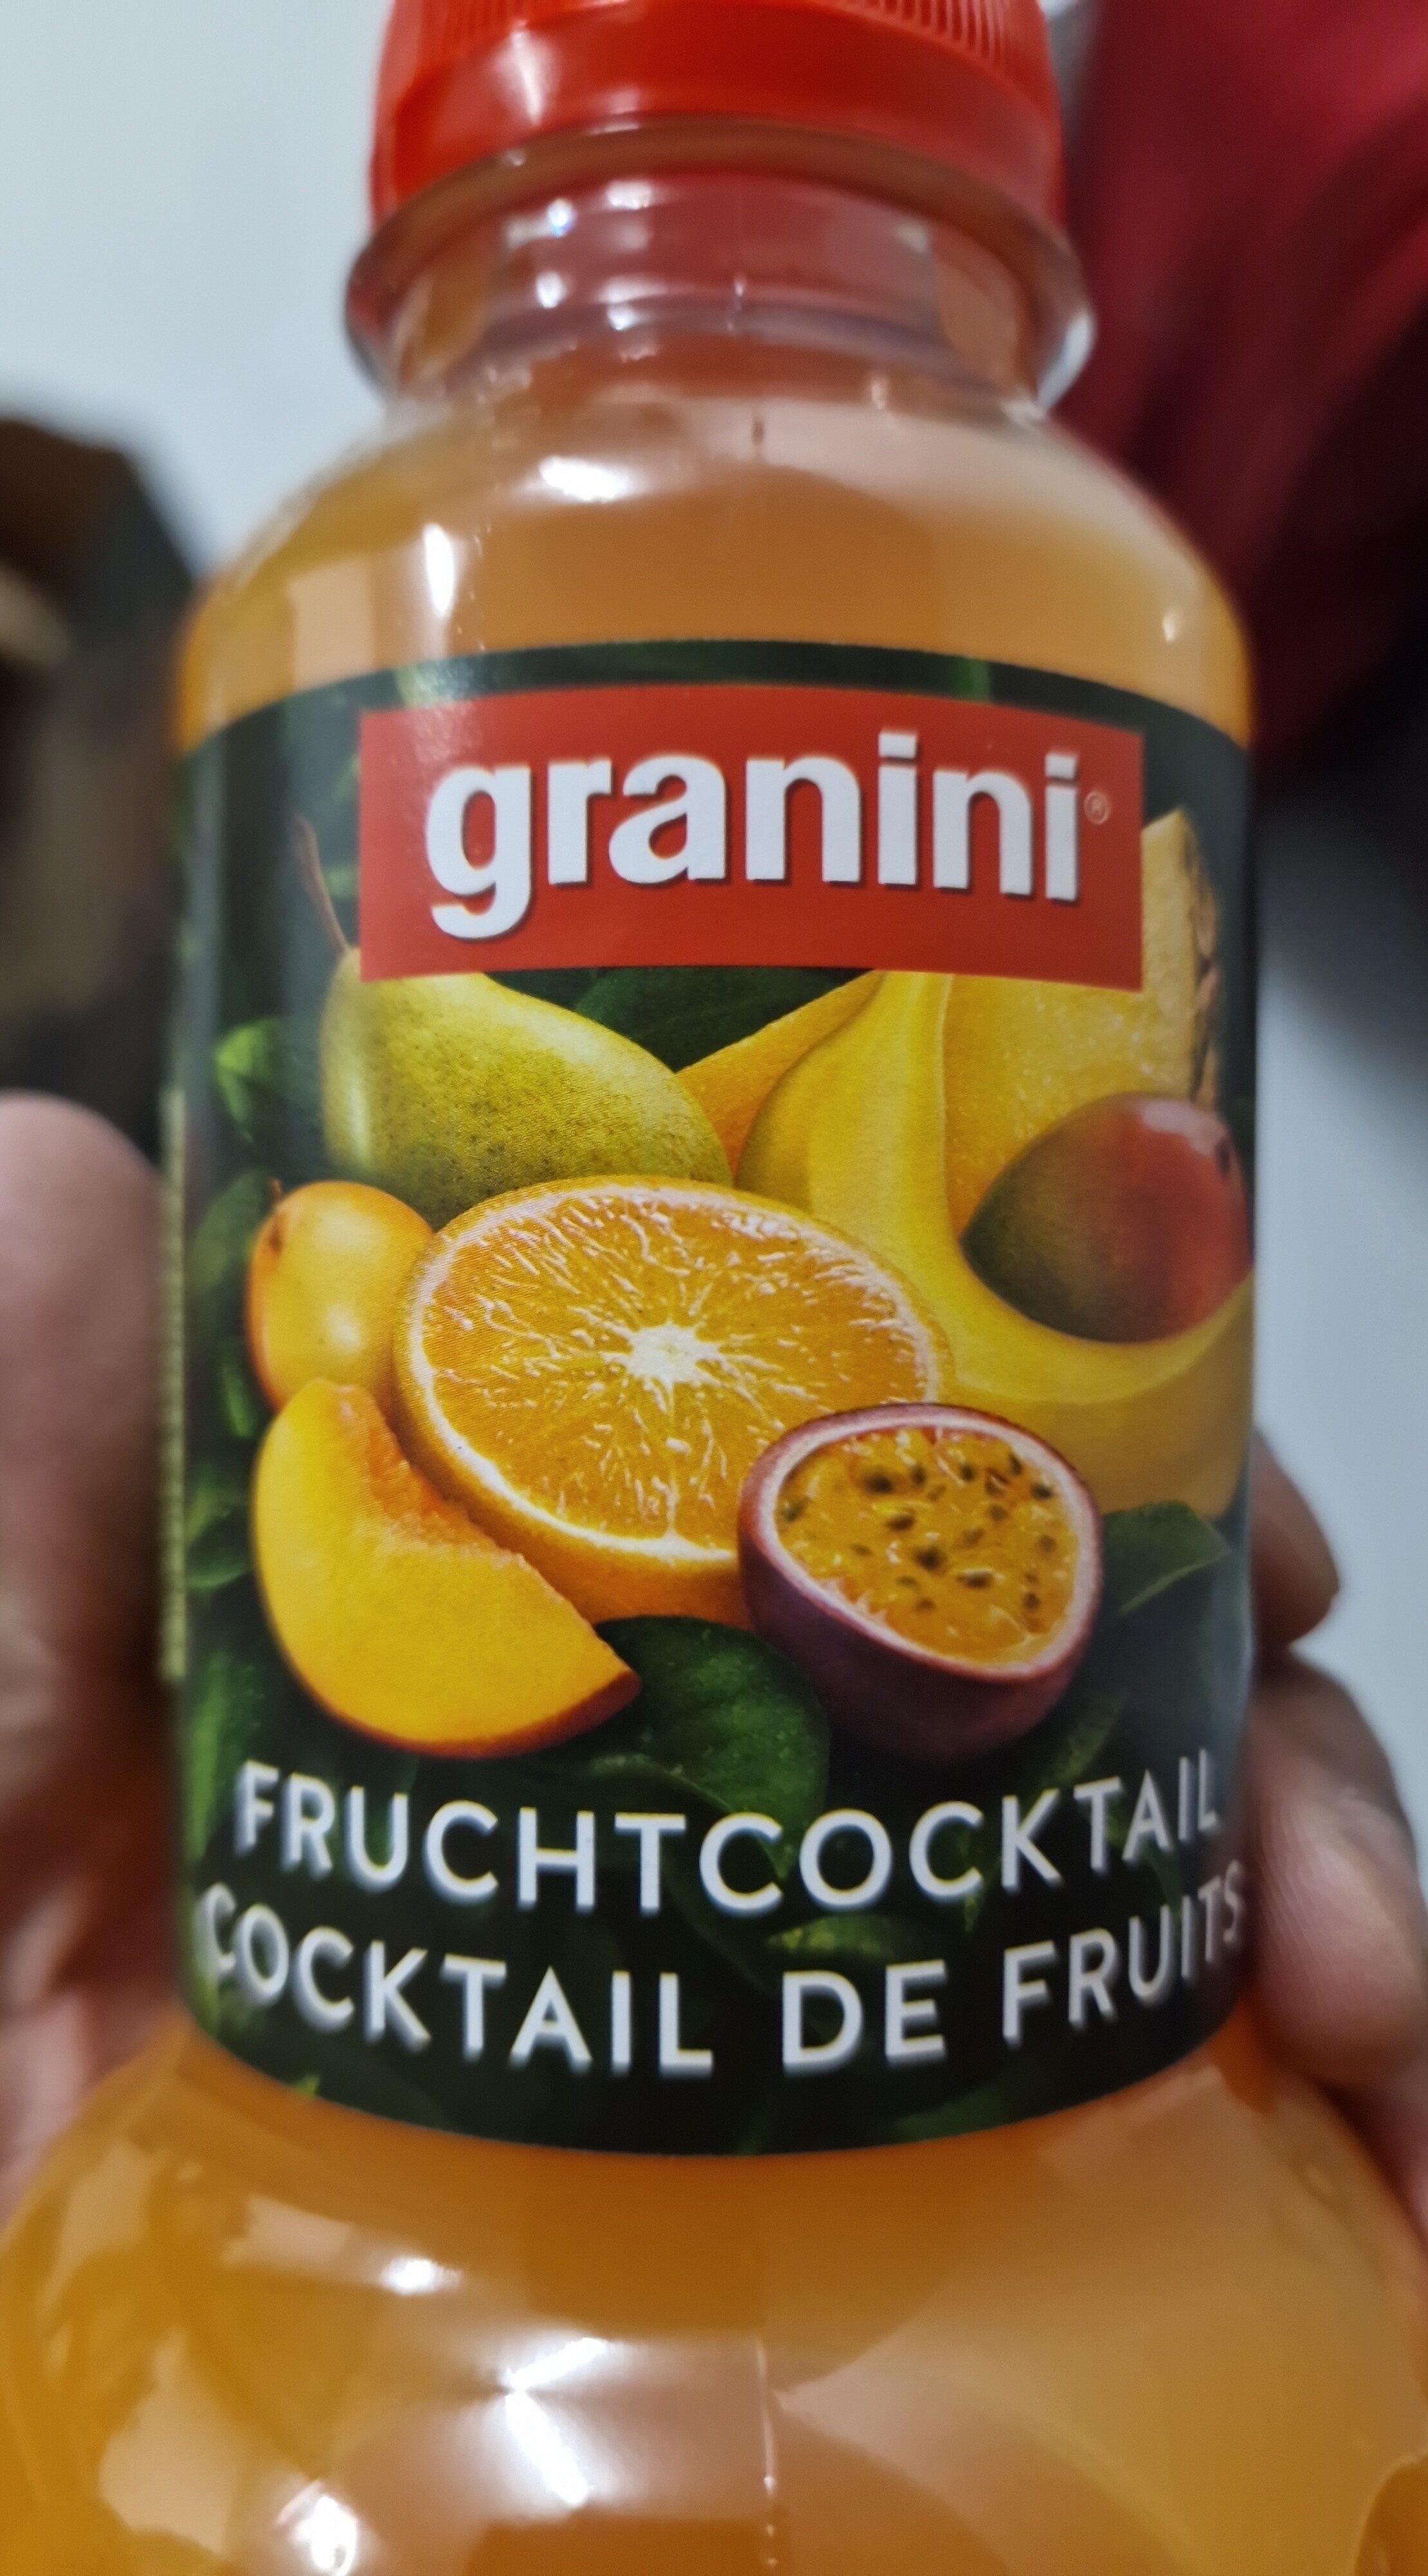 granini®
FRUCHTCOCKTAIL
COCKTAIL DE FRUITS